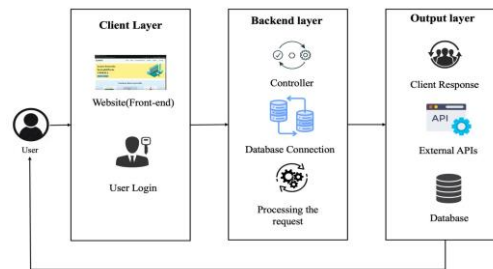 Client Layer
Website(Front-end)
User Login
User
Backend layer
Controller
Database Connection
Processing the
request
Output layer
Client Response
API
External APIs
Database